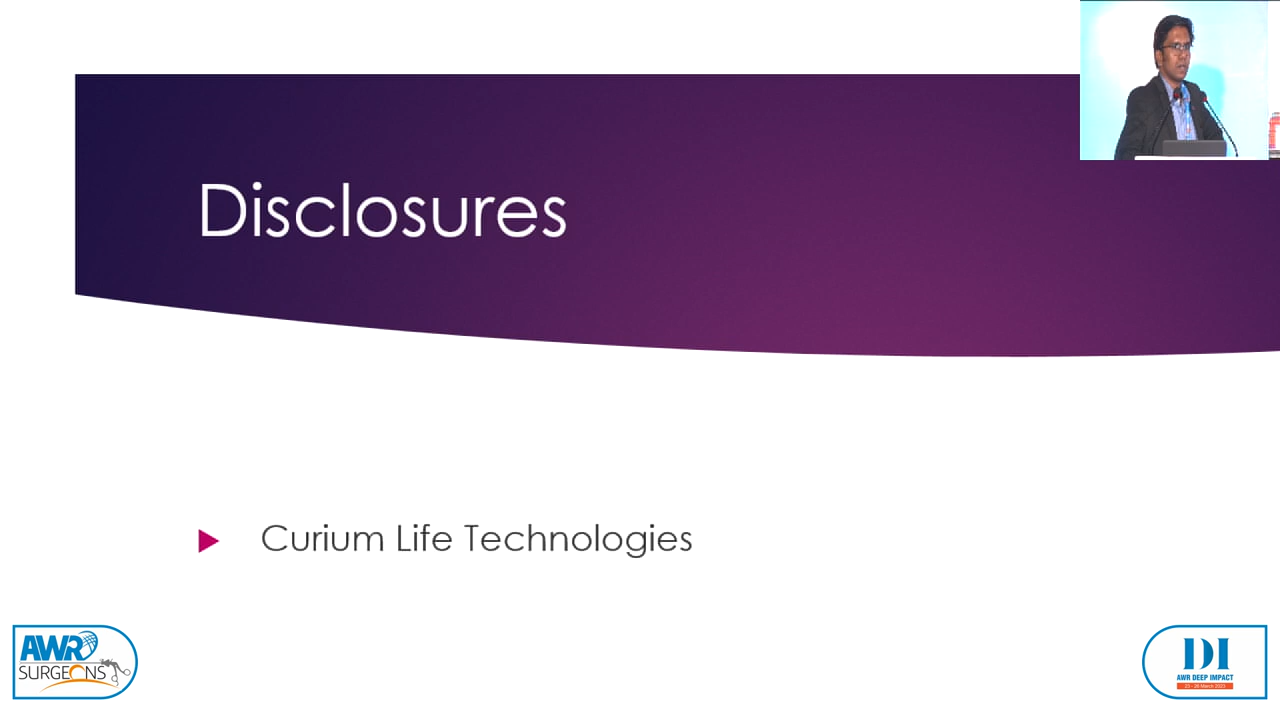 Disclosures
Curium Life Technologies
AWR
SURGEONS
DI
AWR DEEP IMPACT